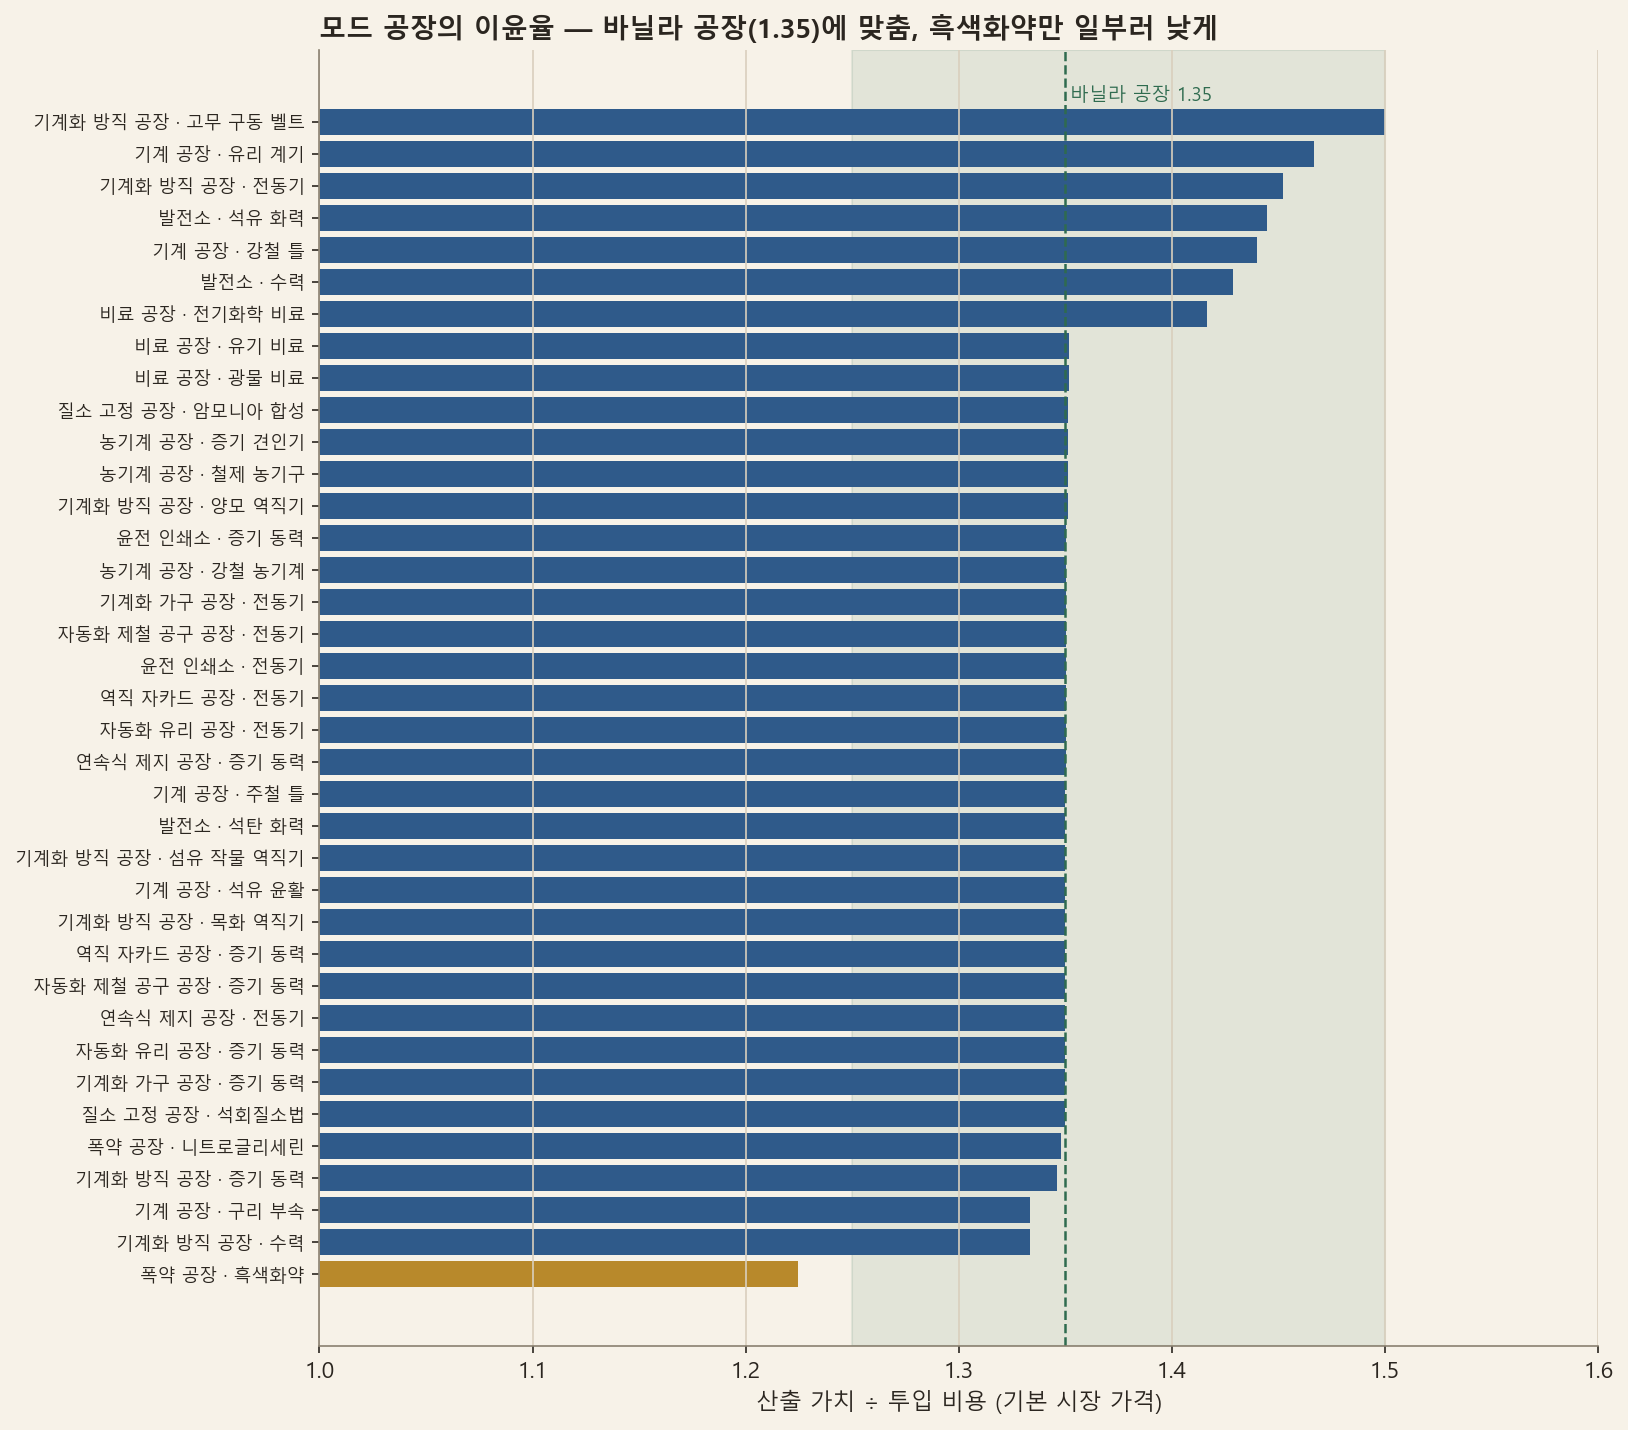 모드 공장의 이윤율 — 바닐라 공장(1.35)에 맞춤, 흑색화약만 일부러 낮게
바닐라 공장 1.35
기계화 방직 공장 · 고무 구동 벨트
기계 공장 · 유리 계기
기계화 방직 공장 · 전동기
발전소 · 석유 화력
기계 공장 · 강철 틀
발전소 · 수력
비료 공장 · 전기화학 비료
비료 공장 · 유기 비료
비료 공장 · 광물 비료
질소 고정 공장 · 암모니아 합성
농기계 공장 · 증기 견인기
농기계 공장 · 철제 농기구
기계화 방직 공장 · 양모 역직기
윤전 인쇄소 · 증기 동력
농기계 공장 · 강철 농기계
기계화 가구 공장 · 전동기
자동화 제철 공구 공장 · 전동기
윤전 인쇄소 · 전동기
역직 자카드 공장 · 전동기
자동화 유리 공장 · 전동기
연속식 제지 공장 · 증기 동력
기계 공장 · 주철 틀
발전소 · 석탄 화력
기계화 방직 공장 · 섬유 작물 역직기
기계 공장 · 석유 윤활
기계화 방직 공장 · 목화 역직기
역직 자카드 공장 · 증기 동력
자동화 제철 공구 공장 · 증기 동력
연속식 제지 공장 · 전동기
자동화 유리 공장 · 증기 동력
기계화 가구 공장 · 증기 동력
질소 고정 공장 · 석회질소법
폭약 공장 · 니트로글리세린
기계화 방직 공장 · 증기 동력
기계 공장 · 구리 부속
기계화 방직 공장 · 수력
폭약 공장 · 흑색화약
1.0 1.1 1.2 1.3 1.4 1.5 1.6
산출 가치 ÷ 투입 비용 (기본 시장 가격)